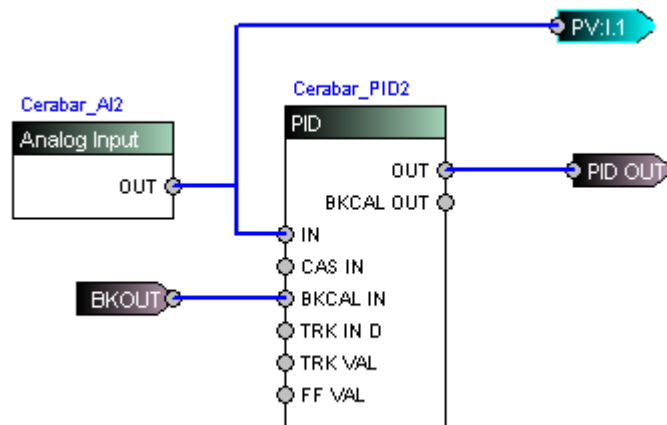 PV:I.1
Cerabar_AI2
Analog Input
OUT
Cerabar_PID2
PID
OUT
BKCAL OUT
IN
CAS IN
BKCAL IN
TRK IN D
TRK VAL
FF VAL
PID OUT
BKOUT